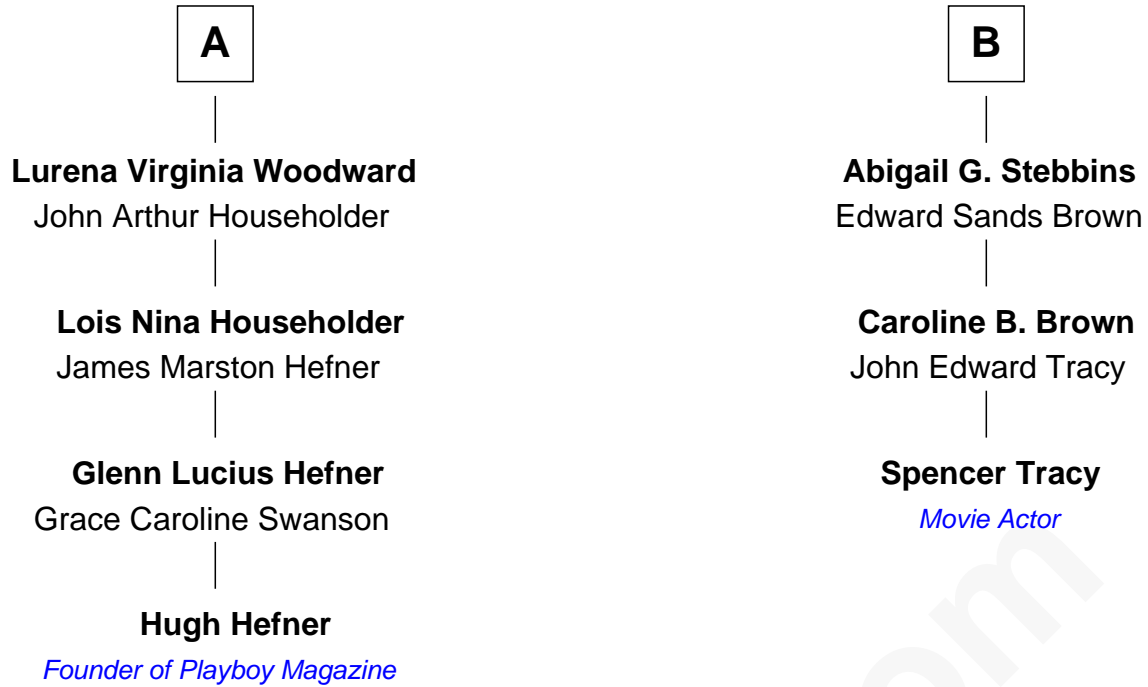 A
Lurena Virginia Woodward
John Arthur Householder
Lois Nina Householder
James Marston Hefner
Glenn Lucius Hefner
Grace Caroline Swanson
Hugh Hefner
Founder of Playboy Magazine
B
Abigail G. Stebbins
Edward Sands Brown
Caroline B. Brown
John Edward Tracy
Spencer Tracy
Movie Actor
om